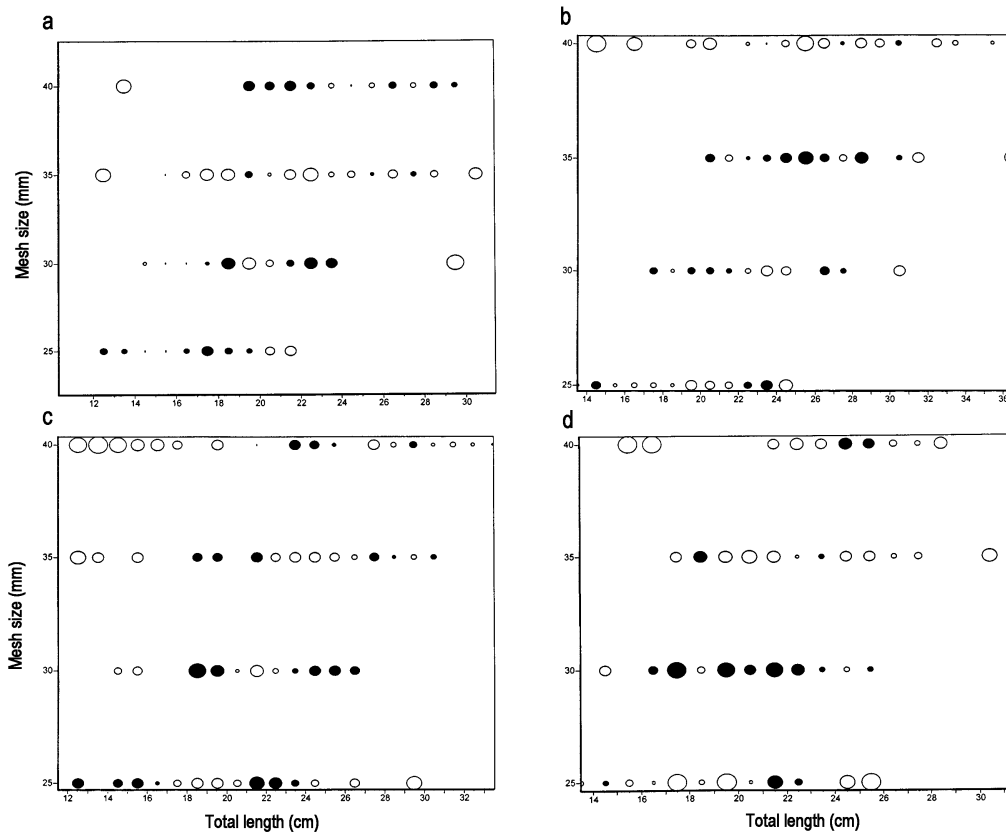 a
b
40
40
35
35
Mesh size (mm)
30
30
25
25
12 14 16 18 20 22 24 26 28 30
14 16 18 20 22 24 26 28 30 32 34 36
c
d
40
40
35
35
Mesh size (mm)
30
30
25
25
12 14 16 18 20 22 24 26 28 30 32
14 16 18 20 22 24 26 28 30
Total length (cm)
Total length (cm)